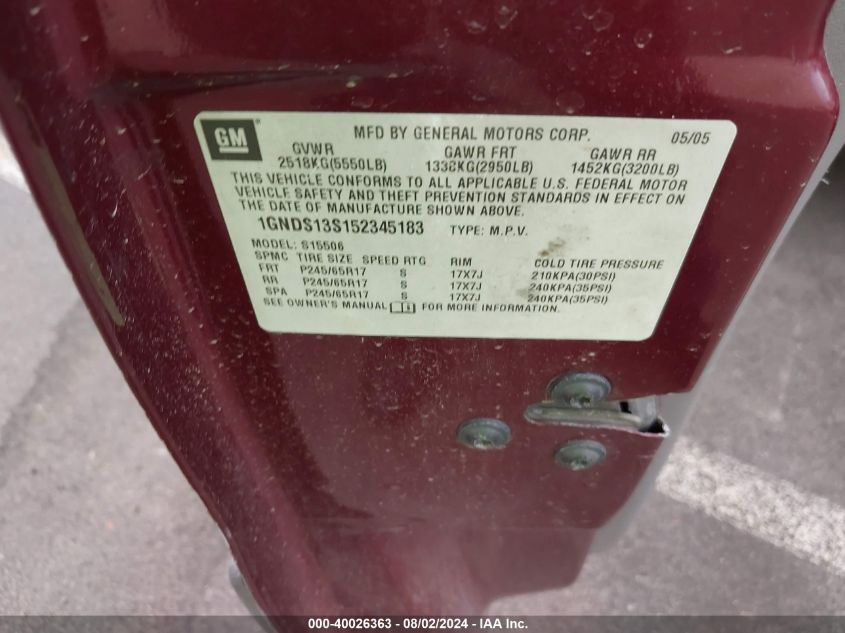 GM® MFD BY GENERAL MOTORS CORP. 05/05
GVWR GAWR FRT GAWR RR
2518KG(5550LB) 1338KG(2950LB) 1452KG(3200LB)
THIS VEHICLE CONFORMS TO ALL APPLICABLE U.S. FEDERAL MOTOR
VEHICLE SAFETY AND THEFT PREVENTION STANDARDS IN EFFECT ON
THE DATE OF MANUFACTURE SHOWN ABOVE.
1GNDS13S152345183 TYPE: M.P.V.
MODEL: S15506
SPMC TIRE SIZE SPEED RTG RIM COLD TIRE PRESSURE
FRT P245/65R17 S 17X7J 210KPA(30PSI)
RR P245/65R17 S 17X7J 240KPA(35PSI)
SPA P245/65R17 S 17X7J 240KPA(35PSI)
SEE OWNER'S MANUAL FOR MORE INFORMATION.
000-40026363 - 08/02/2024 - IAA Inc.